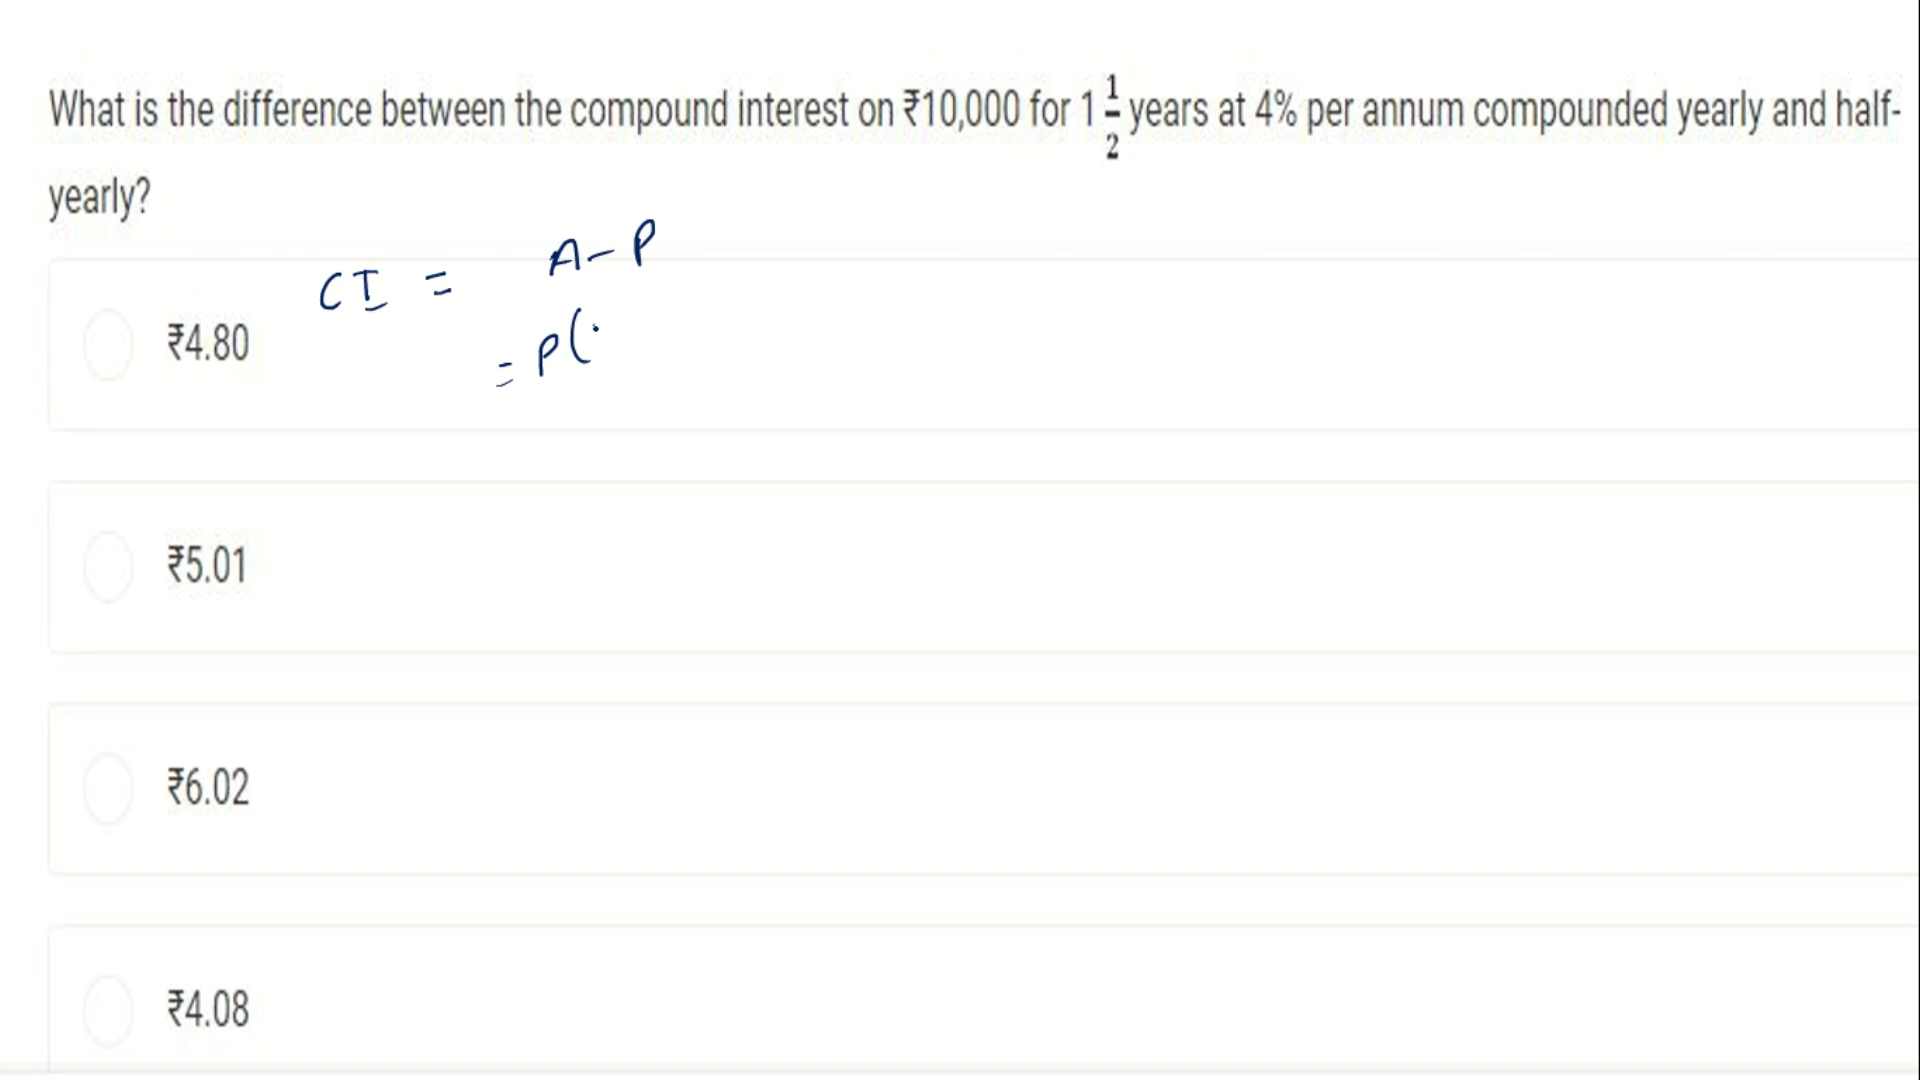 What is the difference between the compound interest on ₹10,000 for 1 1/2 years at 4% per annum compounded yearly and half-
yearly?
CI = A-P
= P(
₹4.80
₹5.01
₹6.02
₹4.08